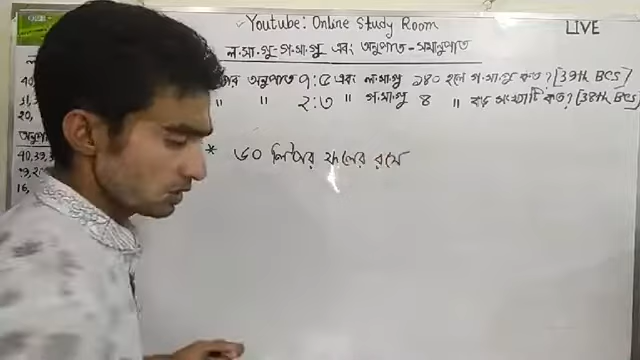 Youtube: Online Study Room
LIVE
ল.সা.গু-গ.সা.গু এবং অনুপাত-সমানুপাত
অনুপাত ৭:৫ এবং ল.সা.গু ১৪০ হলে গ.সা.গু কত? [39th BCS]
" " ২:৩ " গ.সা.গু ৪ " বড় সংখ্যাটি কত? [38th BCS]
* ৬০ লিটার ফলের রসে